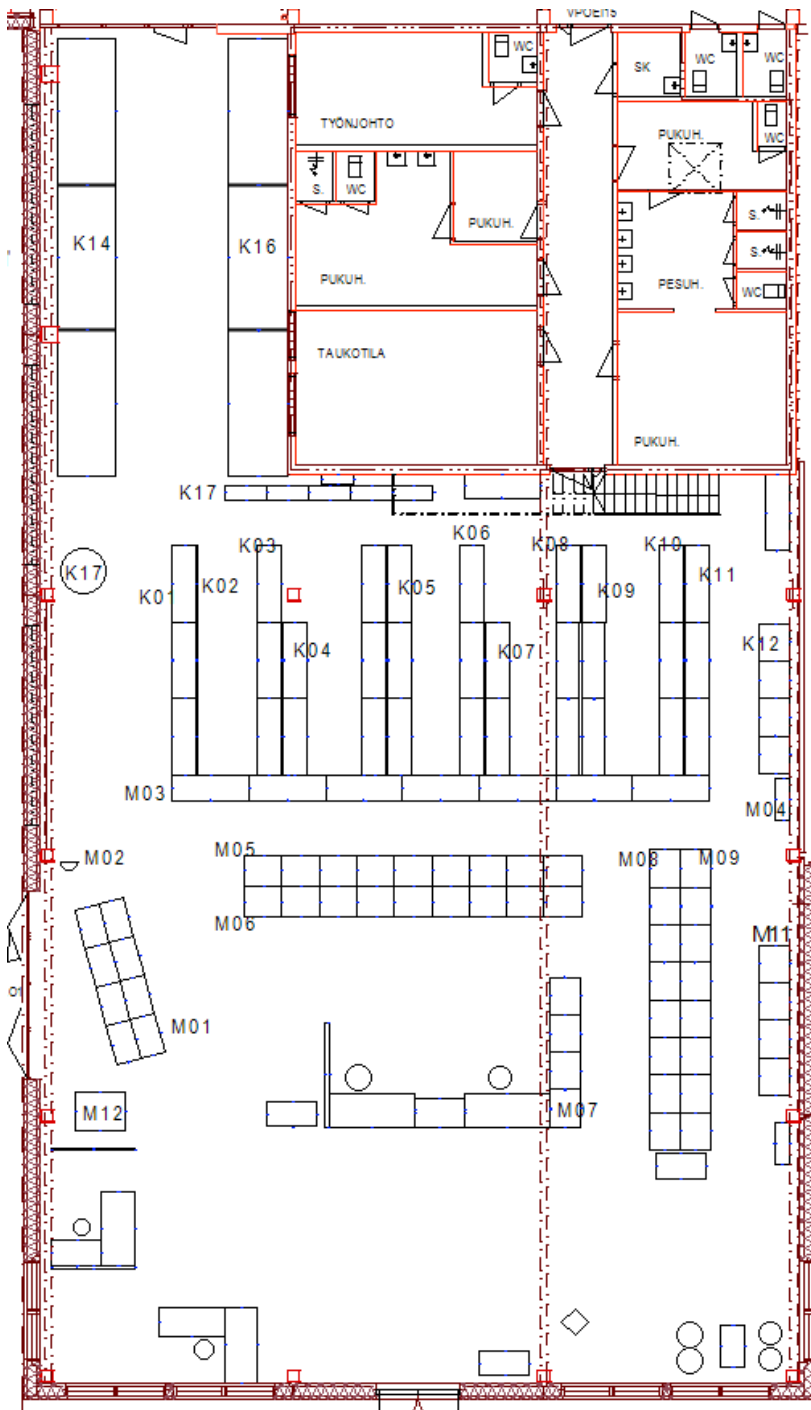 VPOEI15
WC
WC
WC
SK
TYÖNJOHTO
PUKUH.
WC
S.
WC
PUKUH.
S.
K14
K16
PUKUH.
S.
PESUH.
WC
TAUKOTILA
PUKUH.
K17
K06
K03
K08
K10
K17
K01
K02
K05
K09
K11
K04
K07
K12
M03
M04
M02
M05
M08
M09
M06
M11
M01
M12
M07